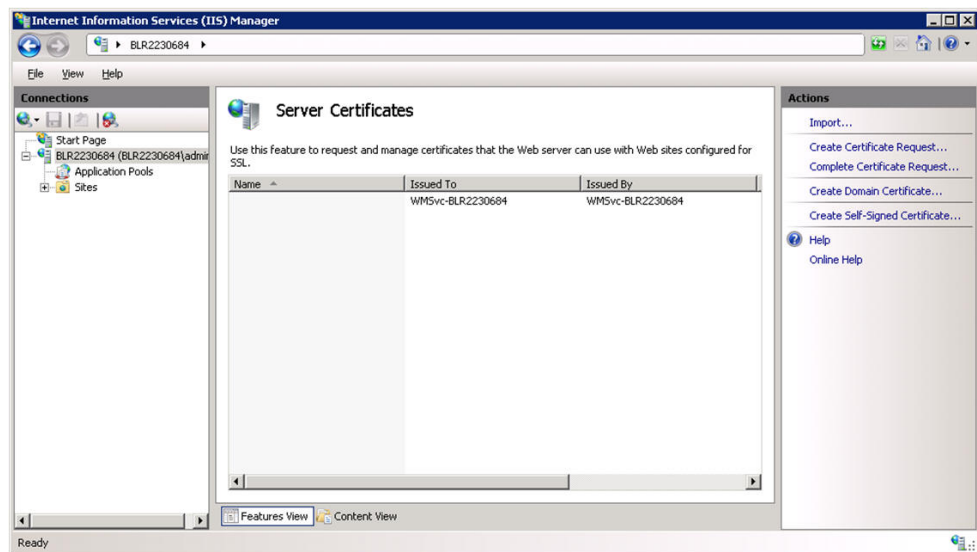 Internet Information Services (IIS) Manager
BLR2230684
File View Help
Connections
Start Page
BLR2230684 (BLR2230684\admir
Application Pools
Sites
Server Certificates
Use this feature to request and manage certificates that the Web server can use with Web sites configured for
SSL.
Name Issued To Issued By
WMSvc-BLR2230684 WMSvc-BLR2230684
Features View Content View
Actions
Import...
Create Certificate Request...
Complete Certificate Request...
Create Domain Certificate...
Create Self-Signed Certificate...
Help
Online Help
Ready